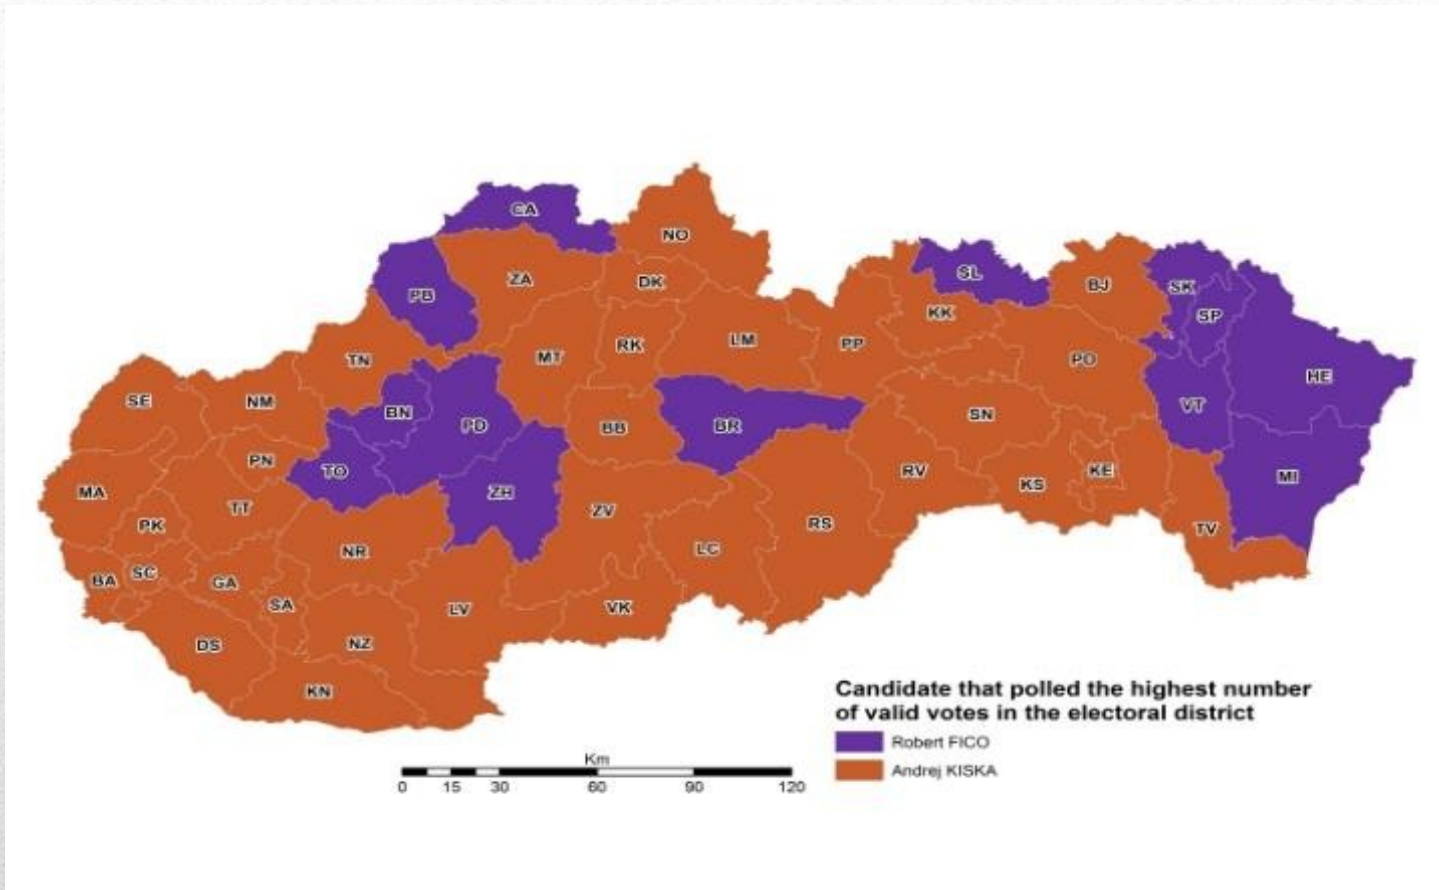 CA
NO
SL
ZA
DK
BJ
SK
PB
SP
KK
LM
RK
PP
MT
TN
PO
HE
SE
NM
BN
VT
SN
PD
BB
BR
PN
TO
RV
KE
MI
KS
MA
ZH
TT
ZV
PK
RS
TV
NR
LC
SC
BA
GA
SA
LV
VK
DS
NZ
KN
Candidate that polled the highest number
of valid votes in the electoral district
Robert FICO
Andrej KISKA
Km
0 15 30 60 90 120